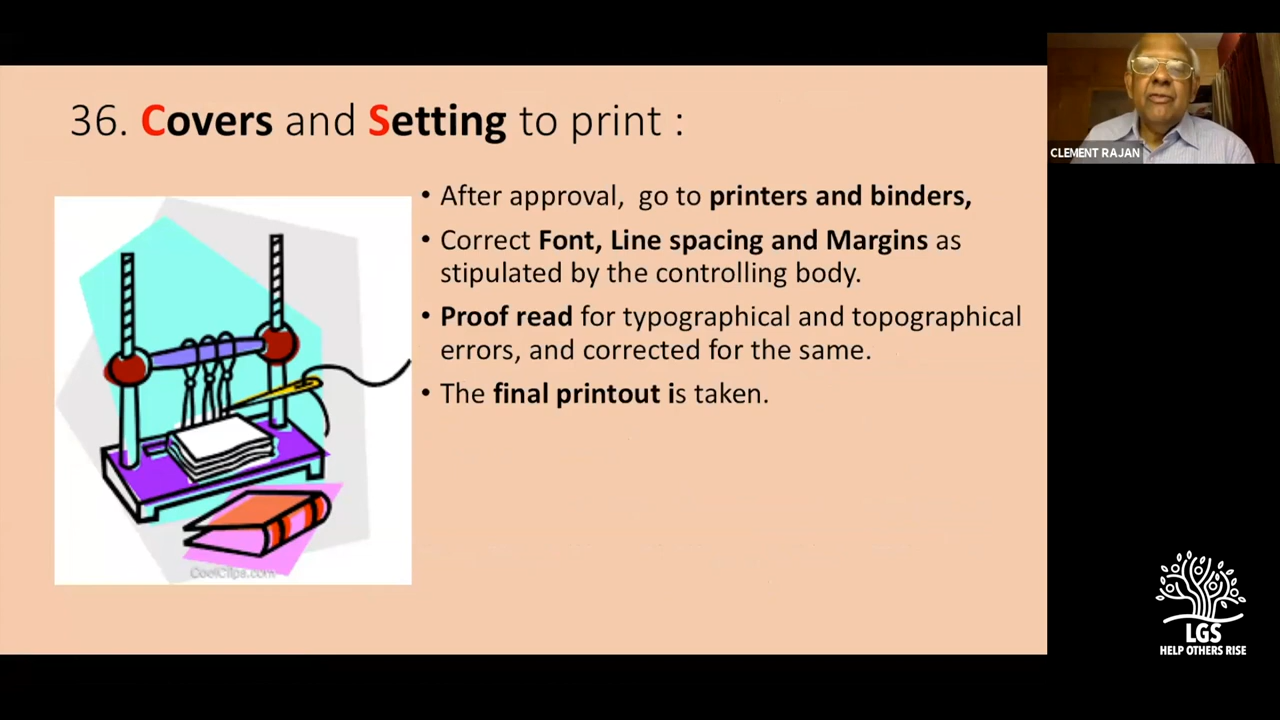 36. Covers and Setting to print :
• After approval, go to printers and binders,
• Correct Font, Line spacing and Margins as
stipulated by the controlling body.
• Proof read for typographical and topographical
errors, and corrected for the same.
• The final printout is taken.
CoolClips.com
CLEMENT RAJAN
LGS
HELP OTHERS RISE